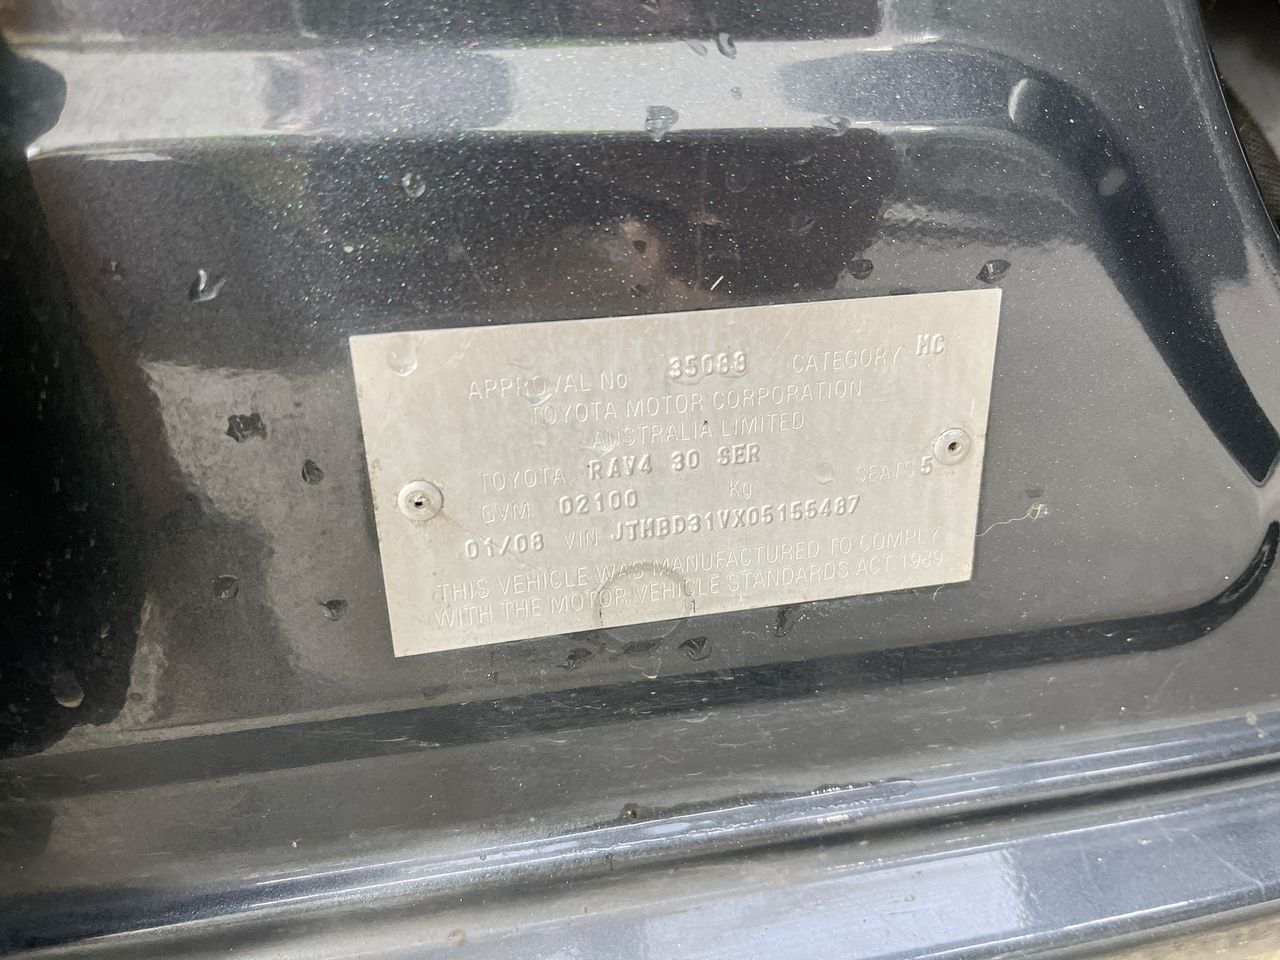 APPROVAL No 35088 CATEGORY MC
TOYOTA MOTOR CORPORATION
AUSTRALIA LIMITED
TOYOTA RAV4 30 SER
GVM 02100 Kg SEATS 5
01/08 VIN JTMBD31VX05155487
THIS VEHICLE WAS MANUFACTURED TO COMPLY
WITH THE MOTOR VEHICLE STANDARDS ACT 1989